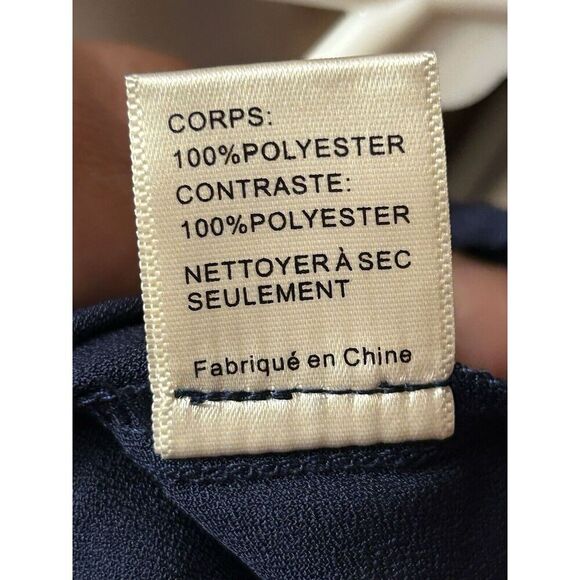 CORPS:
100%POLYESTER
CONTRASTE:
100%POLYESTER
NETTOYER À SEC
SEULEMENT
Fabriqué en Chine